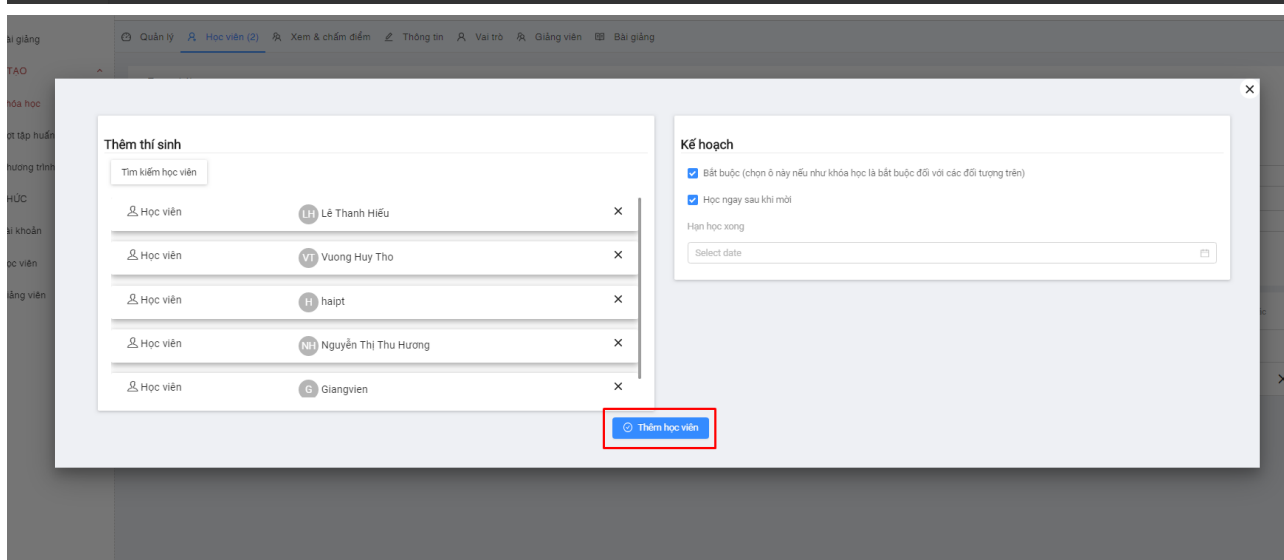 ài giảng
Quản lý Học viên (2) Xem & chấm điểm Thông tin Vai trò Giảng viên Bài giảng
TẠO
hóa học
ợt tập huấn
hương trình
HỨC
ài khoản
ọc viên
iảng viên
Thêm thí sinh
Tìm kiếm học viên
Học viên LH Lê Thanh Hiếu
Học viên VT Vuong Huy Tho
Học viên H haipt
Học viên NH Nguyễn Thị Thu Hương
Học viên G Giangvien
Kế hoạch
Bắt buộc (chọn ô này nếu như khóa học là bắt buộc đối với các đối tượng trên)
Học ngay sau khi mời
Hạn học xong
Select date
Thêm học viên